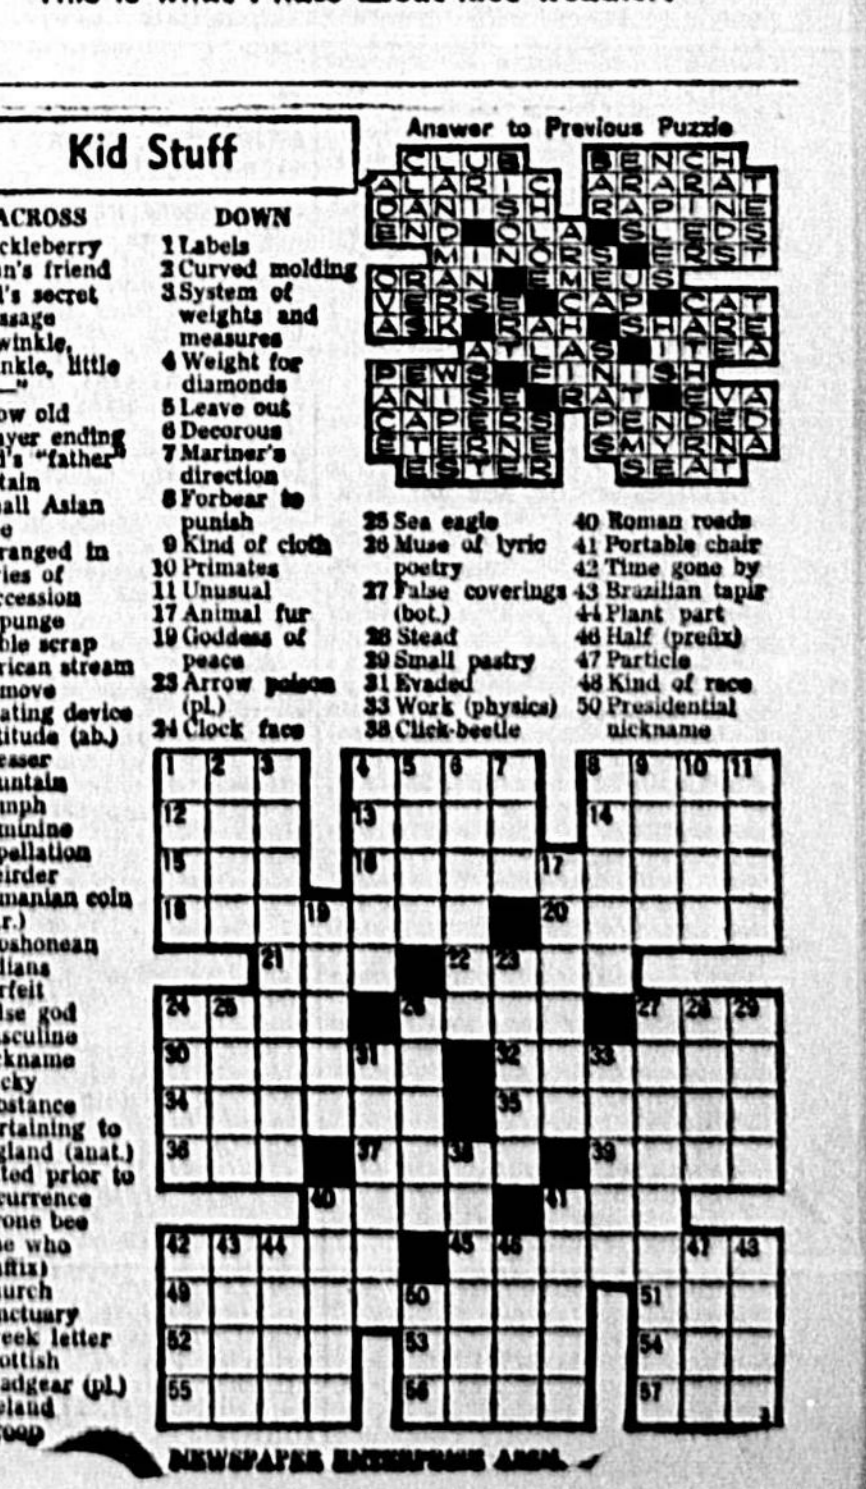 Kid Stuff
Answer to Previous Puzzle
CLUB BENCH
ALARIC ARARAT
DANISH RAPINE
END OLA SLEDS
MINORS ERST
ORAN EMEUS
VERSE CAP CAT
ASK RAH SHARE
ATLAS ITEA
PEWS FINISH
ANISE RAT EVA
CAPERS PENDED
ETERNE SMYRNA
ESTER SEAT
ACROSS
ckleberry
n's friend
l's secret
ssage
winkle,
nkle, little
—"
ow old
ayer ending
d's "father"
tain
all Asian
e
ranged in
ries of
ccession
punge
ble scrap
rican stream
move
ating device
titude (ab.)
easer
untain
mph
minine
pellation
irder
manian coin
r.)
oshonean
dians
rfeit
lse god
asculine
ckname
cky
bstance
rtaining to
gland (anat.)
ted prior to
currence
rone bee
ne who
ffix)
urch
nctuary
eek letter
ottish
adgear (pl.)
eland
roop
DOWN
1 Labels
2 Curved molding
3 System of
weights and
measures
4 Weight for
diamonds
5 Leave out
6 Decorous
7 Mariner's
direction
8 Forbear to
punish
9 Kind of cloth
10 Primates
11 Unusual
17 Animal fur
19 Goddess of
peace
23 Arrow poison
(pl.)
24 Clock face
25 Sea eagle
26 Muse of lyric
poetry
27 False coverings
(bot.)
28 Stead
29 Small pastry
31 Evaded
33 Work (physics)
38 Click-beetle
40 Roman roads
41 Portable chair
42 Time gone by
43 Brazilian tapir
44 Plant part
46 Half (prefix)
47 Particle
48 Kind of race
50 Presidential
nickname
1 2 3 4 5 6 7 8 9 10 11
12 13 14
15 16 17
18 19 20
21 22 23
24 25 26 27 28 29
30 31 32 33
34 35
36 37 38 39
40 41
42 43 44 45 46 47 48
49 50 51
52 53 54
55 56 57
NEWSPAPER ENTERPRISE ASSN.